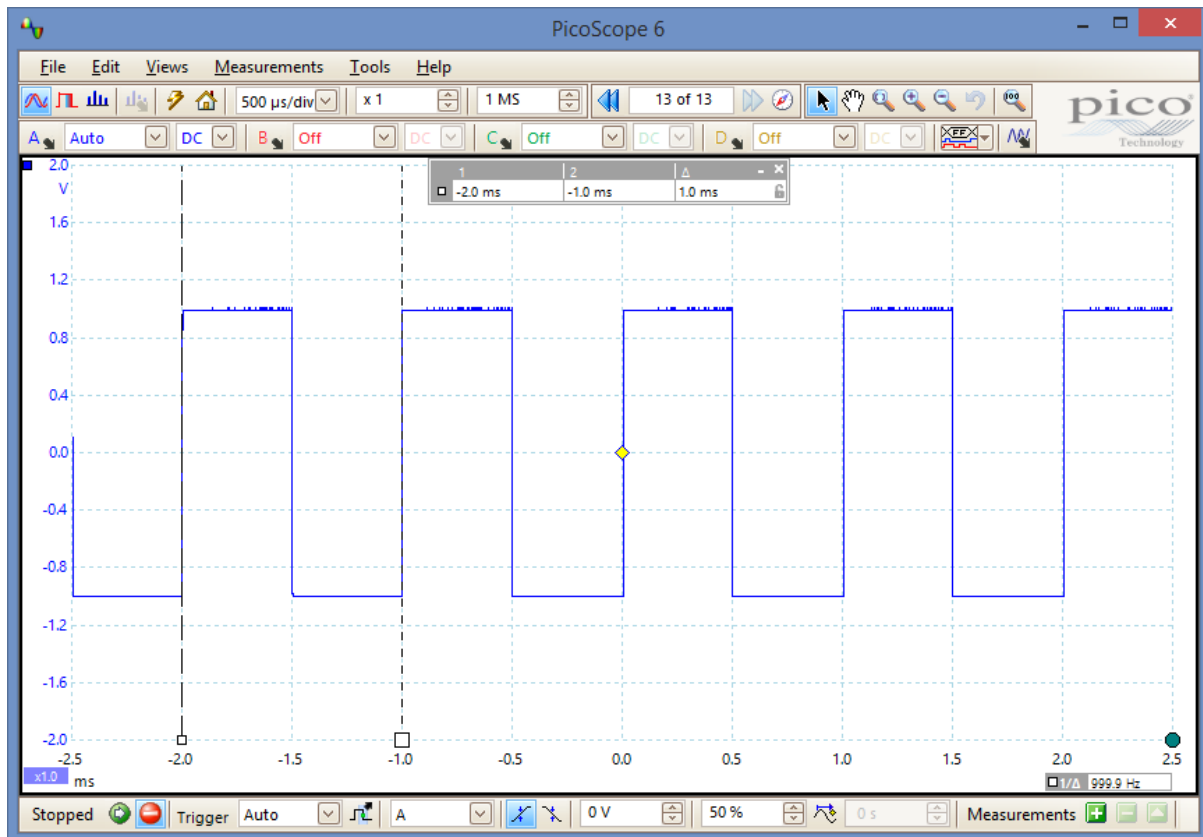 PicoScope 6
File Edit Views Measurements Tools Help
500 µs/div x 1 1 MS 13 of 13 100 pico
A Auto DC B Off DC C Off DC D Off DC XFFX Technology
1 2 Δ
-2.0 ms -1.0 ms 1.0 ms
2.0
V
1.6
1.2
0.8
0.4
0.0
-0.4
-0.8
-1.2
-1.6
-2.0
-2.5 -2.0 -1.5 -1.0 -0.5 0.0 0.5 1.0 1.5 2.0 2.5
x1.0 ms 1/Δ 999.9 Hz
Stopped Trigger Auto A 0 V 50 % 0 s Measurements